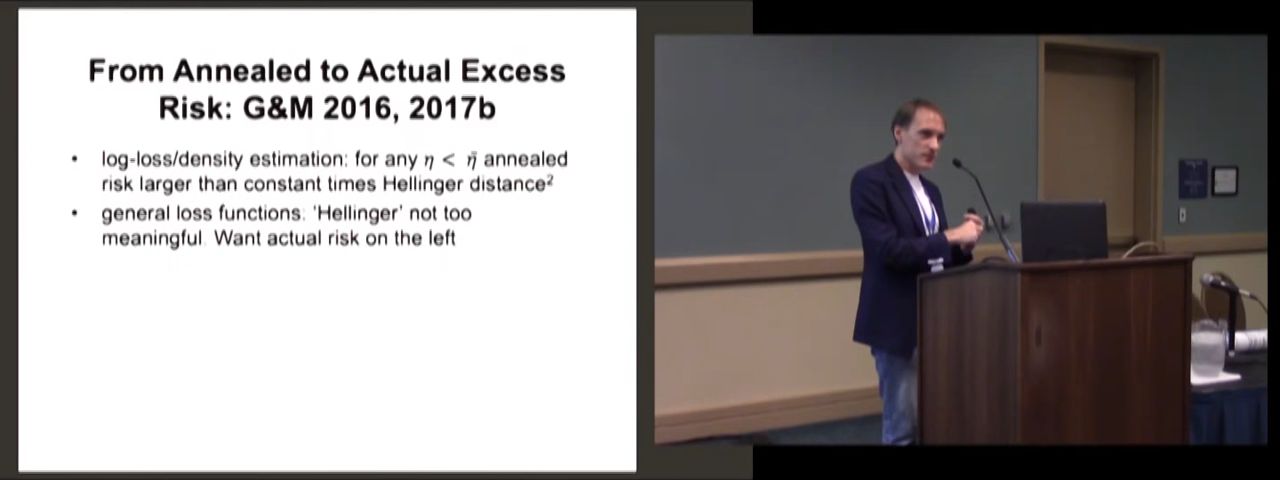 From Annealed to Actual Excess
Risk: G&M 2016, 2017b
• log-loss/density estimation: for any η < η̄ annealed
risk larger than constant times Hellinger distance²
• general loss functions: 'Hellinger' not too
meaningful. Want actual risk on the left